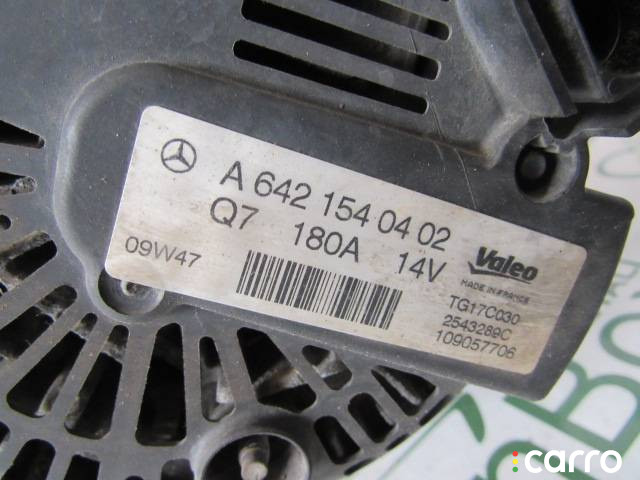 A 642 154 04 02
Q7 180A 14V
09W47
Valeo
MADE IN FRANCE
TG17C030
2543289C
109057706
carro